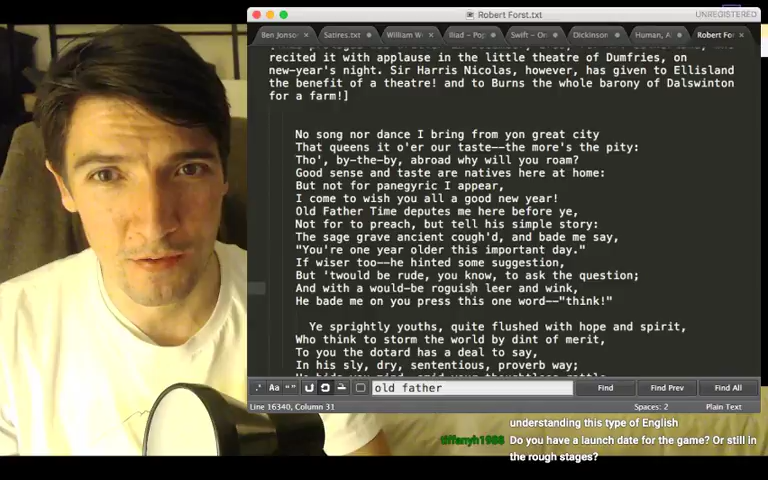 Robert Forst.txt
UNREGISTERED
Ben Jonso
Satires.txt
William W
Iliad – Pop
Swift – On
Dickinson
Human, A
Robert Fo
recited it with applause in the little theatre of Dumfries, on
new-year's night. Sir Harris Nicolas, however, has given to Ellisland
the benefit of a theatre! and to Burns the whole barony of Dalswinton
for a farm!]
No song nor dance I bring from yon great city
That queens it o'er our taste--the more's the pity:
Tho', by-the-by, abroad why will you roam?
Good sense and taste are natives here at home:
But not for panegyric I appear,
I come to wish you all a good new year!
Old Father Time deputes me here before ye,
Not for to preach, but tell his simple story:
The sage grave ancient cough'd, and bade me say,
"You're one year older this important day."
If wiser too--he hinted some suggestion,
But 'twould be rude, you know, to ask the question;
And with a would-be roguish leer and wink,
He bade me on you press this one word--"think!"
Ye sprightly youths, quite flushed with hope and spirit,
Who think to storm the world by dint of merit,
To you the dotard has a deal to say,
In his sly, dry, sententious, proverb way:
.* Aa “”
old father
Find
Find Prev
Find All
Line 16340, Column 31
Spaces: 2
Plain Text
understanding this type of English
tiffanyh1988 Do you have a launch date for the game? Or still in
the rough stages?